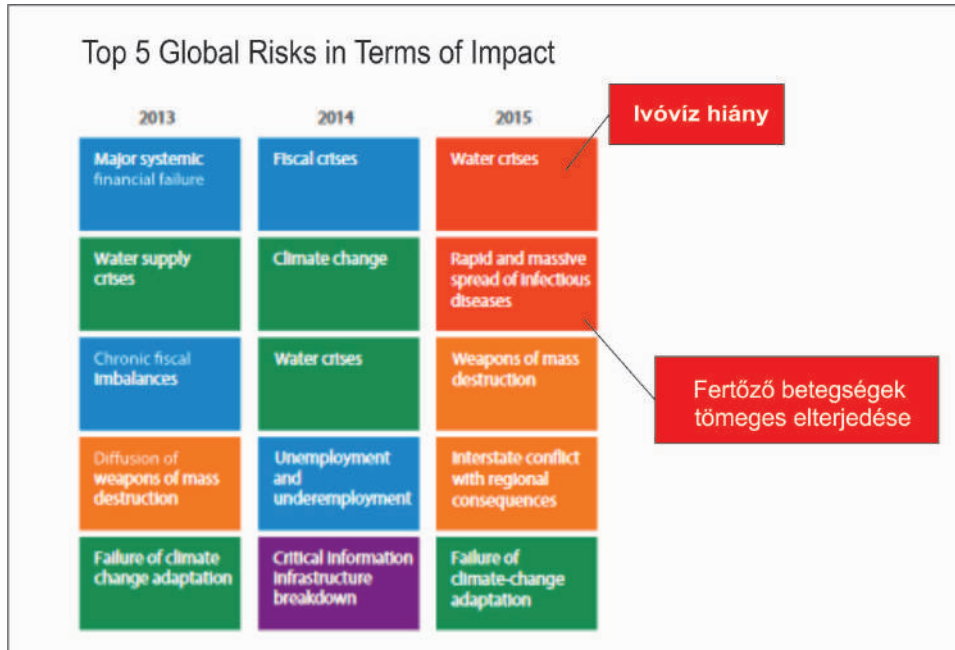 Top 5 Global Risks in Terms of Impact
2013
Major systemic
financial failure
Water supply
crises
Chronic fiscal
Imbalances
Diffusion of
weapons of mass
destruction
Failure of climate
change adaptation
2014
Fiscal crises
Climate change
Water crises
Unemployment
and
underemployment
Critical information
infrastructure
breakdown
2015
Water crises
Rapid and massive
spread of infectious
diseases
Weapons of mass
destruction
Interstate conflict
with regional
consequences
Failure of
climate-change
adaptation
Ivóvíz hiány
Fertőző betegségek
tömeges elterjedése